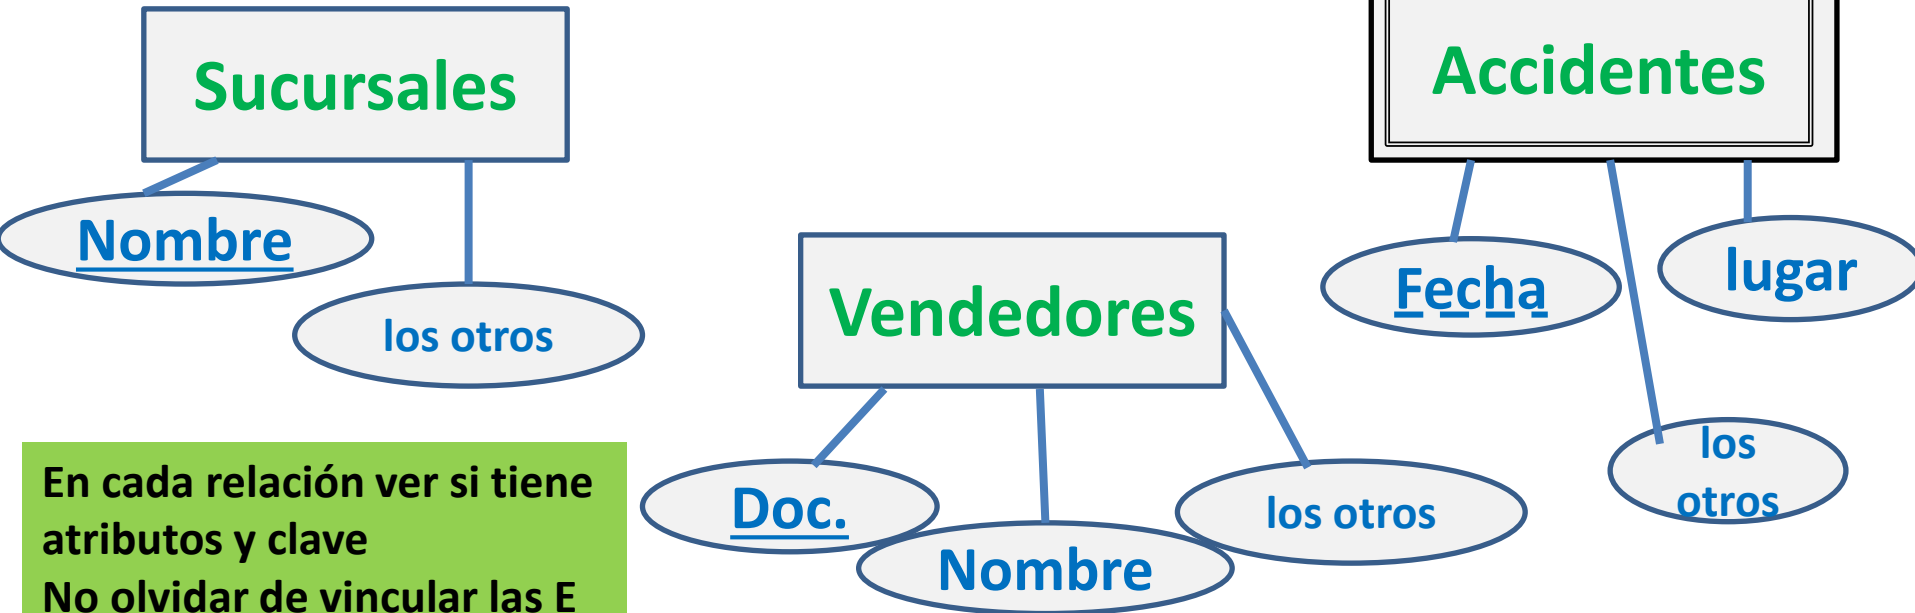 Sucursales
Nombre
los otros
Vendedores
Doc.
Nombre
los otros
Accidentes
Fecha
lugar
los
otros
En cada relación ver si tiene
atributos y clave
No olvidar de vincular las E